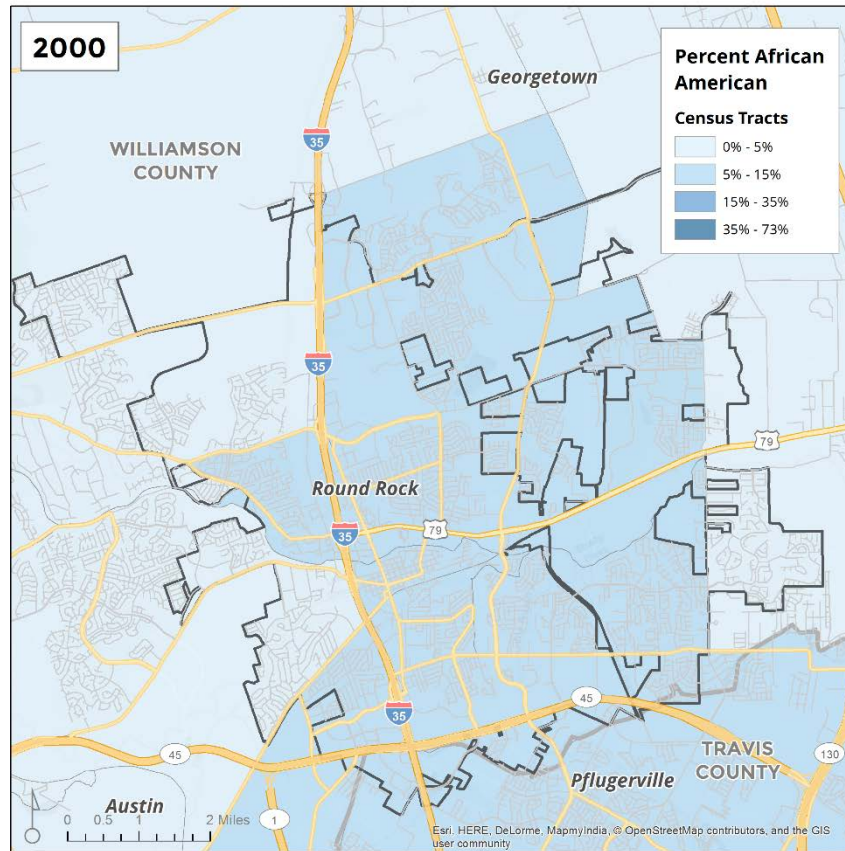 2000
Georgetown
Percent African
American
Census Tracts
0% - 5%
5% - 15%
15% - 35%
35% - 73%
WILLIAMSON
COUNTY
35
35
79
Round Rock
79
35
35
45
45
TRAVIS
COUNTY
130
Pflugerville
Austin
1
0 0.5 1 2 Miles
Esri, HERE, DeLorme, MapmyIndia, © OpenStreetMap contributors, and the GIS
user community